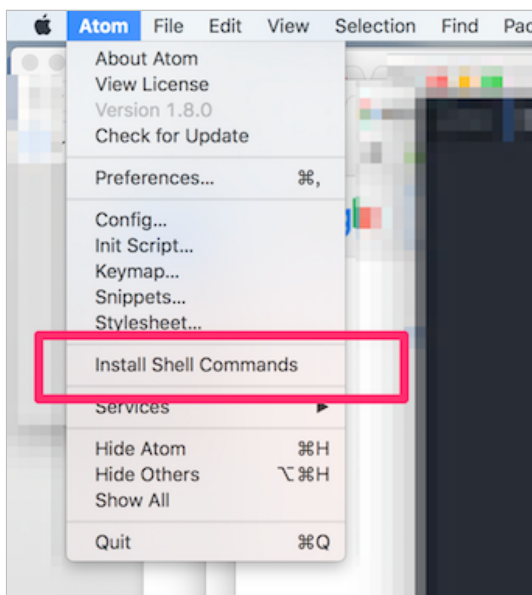 Atom File Edit View Selection Find Pac
About Atom
View License
Version 1.8.0
Check for Update
Preferences... ⌘,
Config...
Init Script...
Keymap...
Snippets...
Stylesheet...
Install Shell Commands
Services ▶
Hide Atom ⌘H
Hide Others ⌥⌘H
Show All
Quit ⌘Q